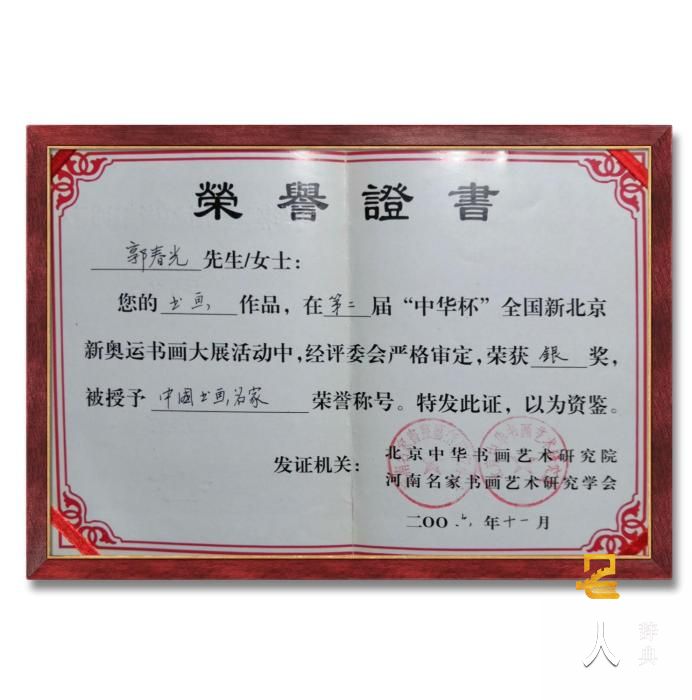 榮譽證書
郭春光 先生/女士：
您的 书画 作品，在 第二 届“中华杯”全国新北京
新奥运书画大展活动中，经评委会严格审定，荣获 银 奖，
被授予 中国书画名家 荣誉称号。特发此证，以为资鉴。
发证机关： 北京中华书画艺术研究院
河南名家书画艺术研究学会
二〇〇 年十一月
名人
辞典